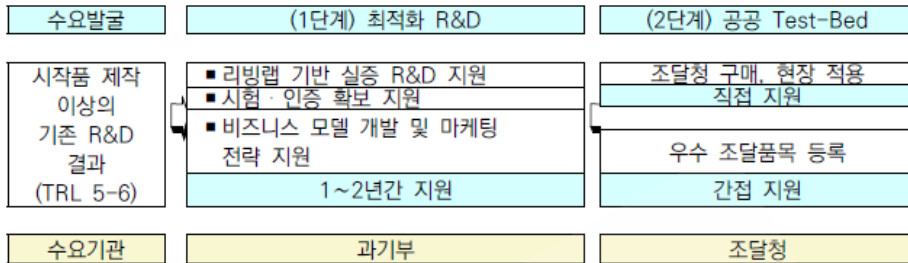 수요발굴
(1단계) 최적화 R&D
(2단계) 공공 Test-Bed
시작품 제작
이상의
기존 R&D
결과
(TRL 5-6)
■ 리빙랩 기반 실증 R&D 지원
■ 시험 · 인증 확보 지원
■ 비즈니스 모델 개발 및 마케팅
전략 지원
1~2년간 지원
조달청 구매, 현장 적용
직접 지원
우수 조달품목 등록
간접 지원
수요기관
과기부
조달청